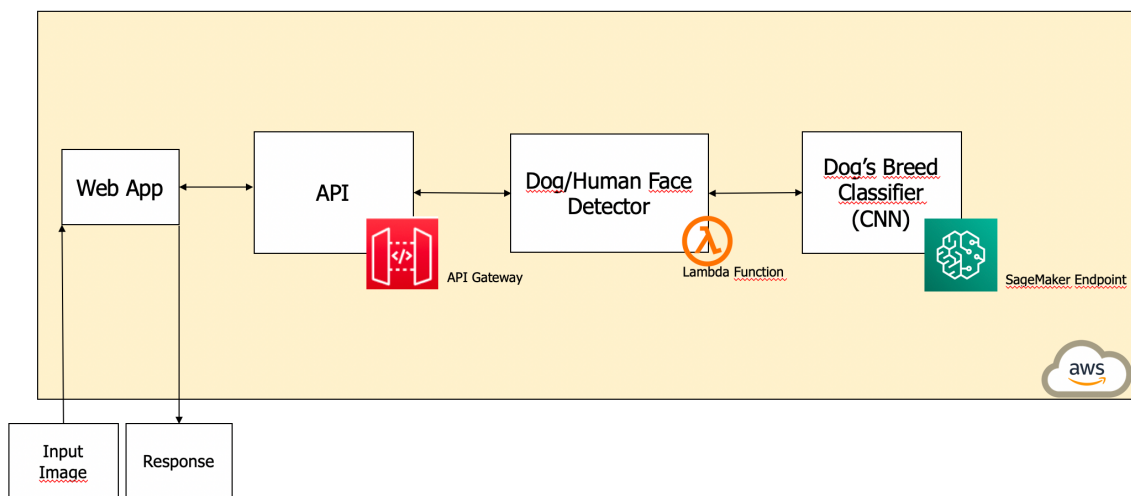 Web App
API
API Gateway
Dog/Human Face
Detector
Lambda Function
Dog's Breed
Classifier
(CNN)
SageMaker Endpoint
aws
Input
Image
Response